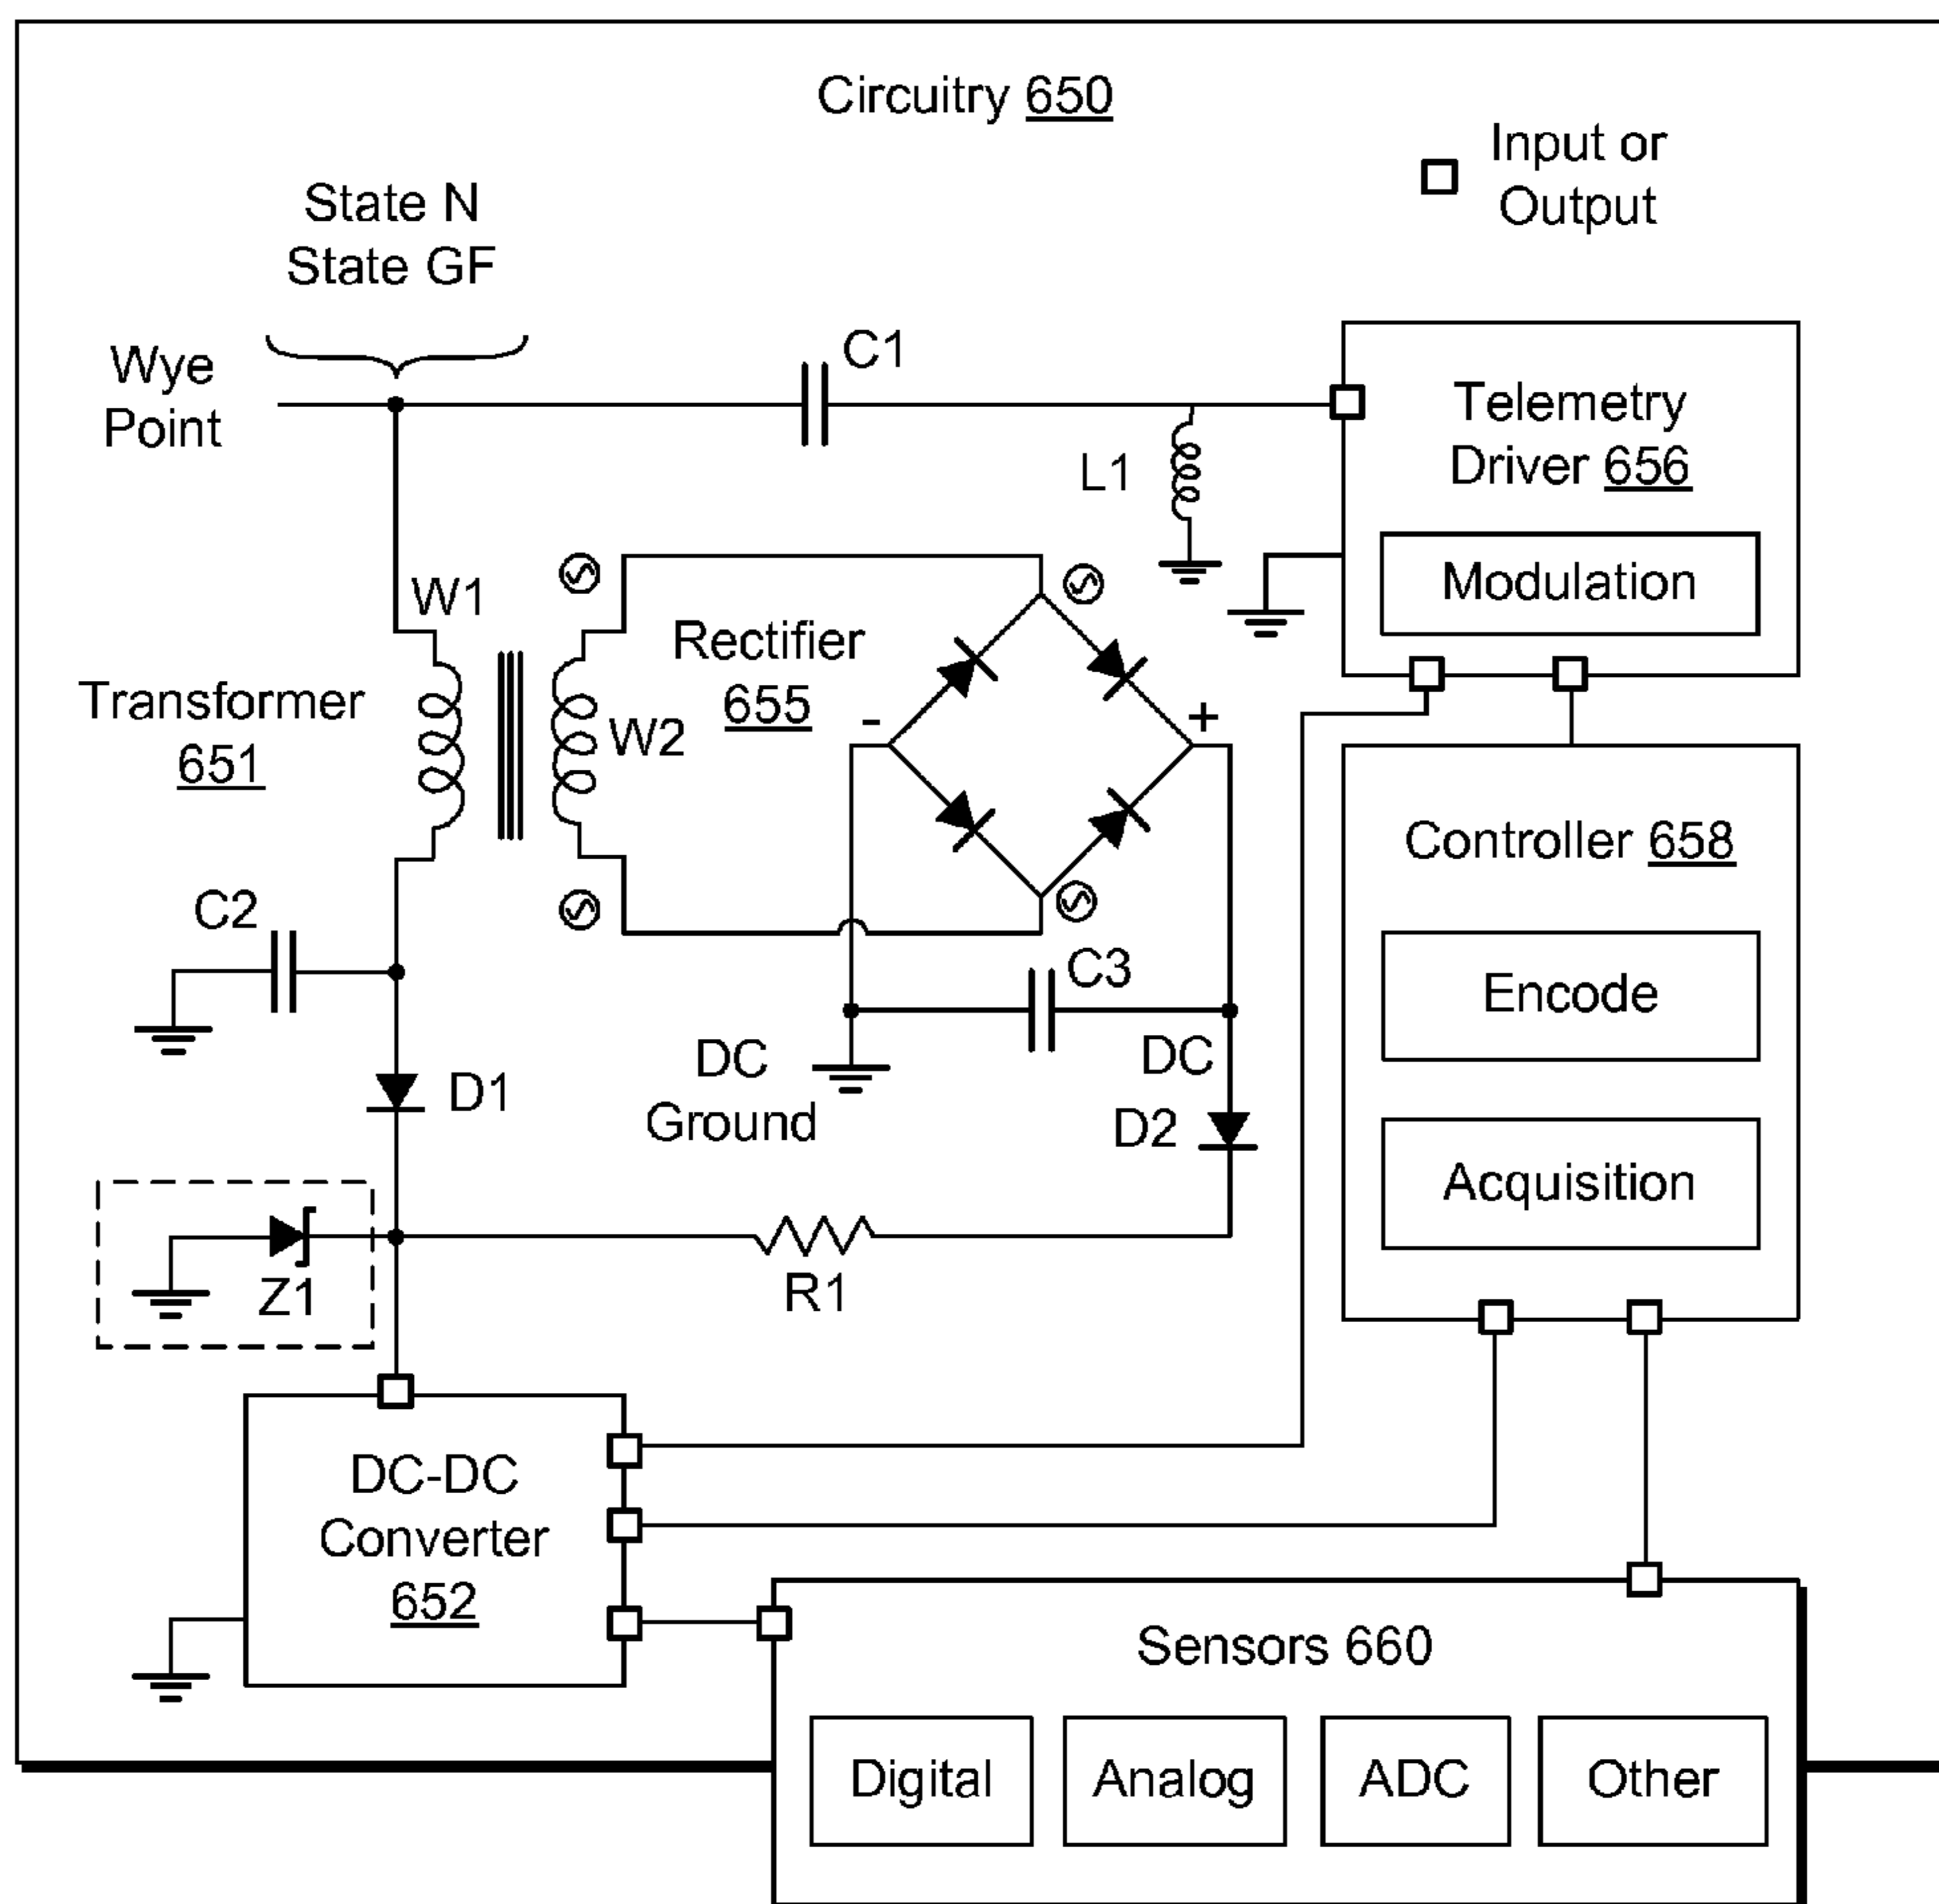 Circuitry 650
Input or
Output
State N
State GF
Wye
Point
C1
L1
Telemetry
Driver 656
Modulation
W1
Transformer
651
Rectifier
655
W2
-
+
Controller 658
Encode
Acquisition
C2
C3
DC
Ground
DC
D1
D2
Z1
R1
DC-DC
Converter
652
Sensors 660
Digital
Analog
ADC
Other